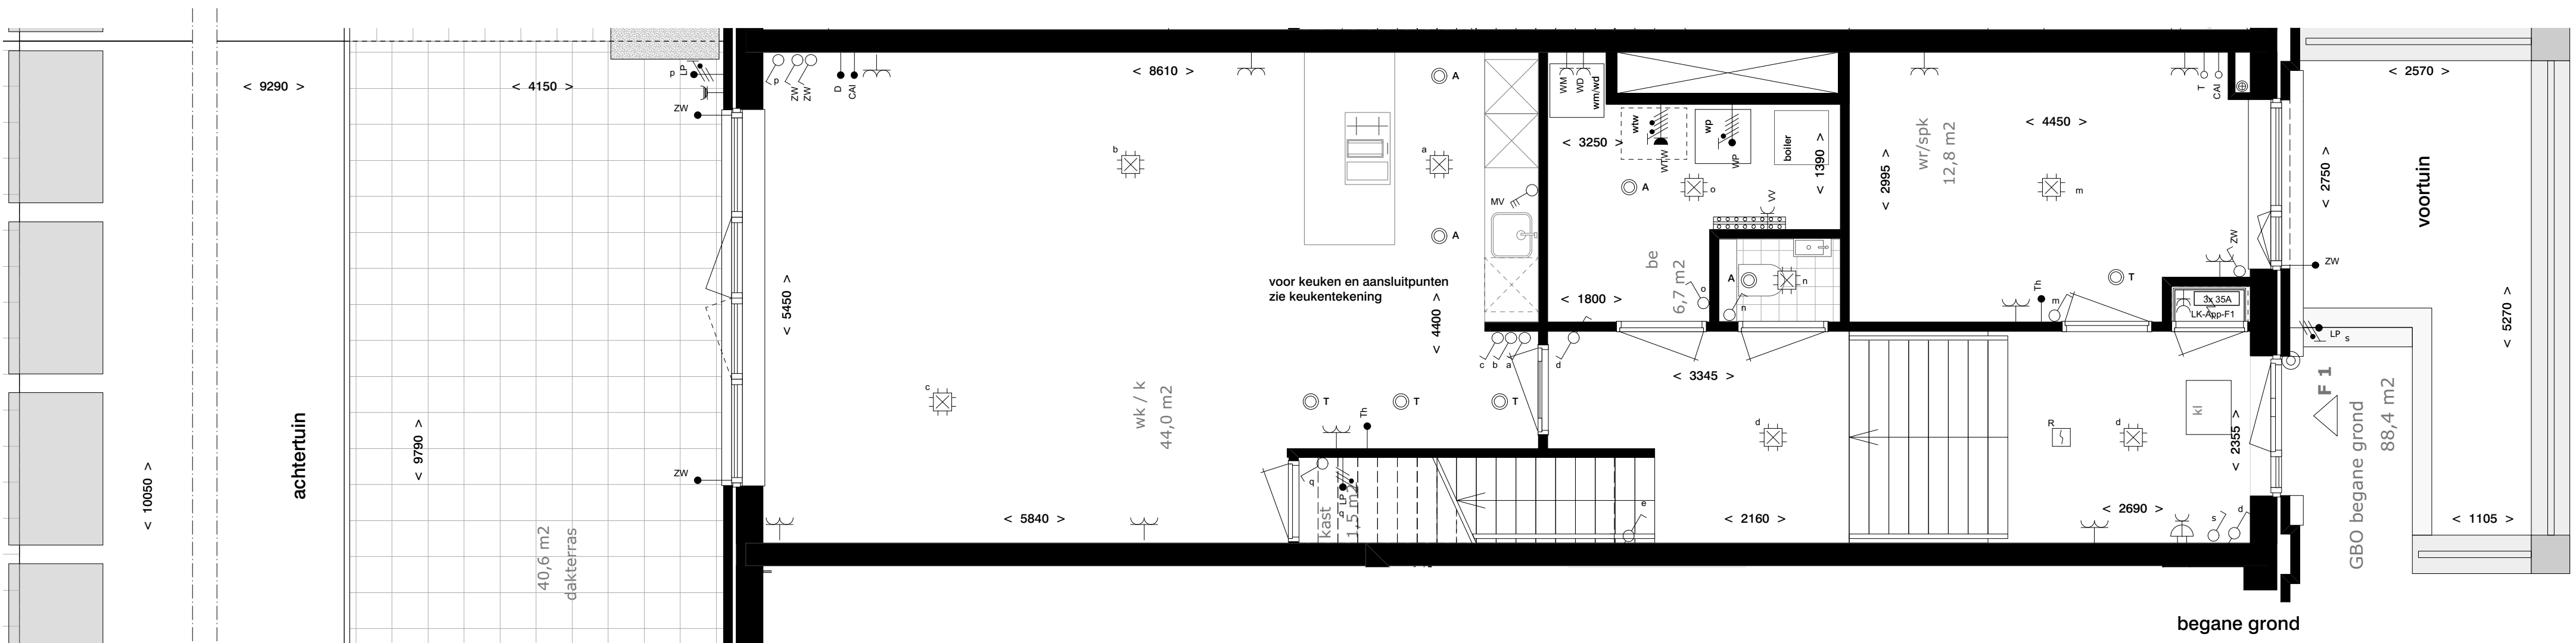 < 9290 >
< 4150 >
p
LP
ZW
p
ZW
ZW
D
CAI
< 8610 >
A
WM
WD
wm/wd
< 3250 >
wtw
WTW
wp
WP
boiler
< 1390 >
wr/spk
12,8 m2
< 2995 >
< 4450 >
T
CAI
< 2570 >
< 2750 >
voortuin
b
a
A
o
VV
m
MV
A
ZW
ZW
be
6,7 m2
A
n
n
o
T
Th
m
3x 35A
LK-App-F1
< 5450 >
voor keuken en aansluitpunten
zie keukentekening
< 4400 >
< 1800 >
LP s
< 5270 >
c b a
d
< 3345 >
c
wk / k
44,0 m2
T
T
T
Th
d
R
d
kl
< 2355 >
F 1
GBO begane grond
88,4 m2
achtertuin
< 10050 >
< 9790 >
ZW
q
LP
q
kast
1,5 m2
e
< 5840 >
< 2160 >
< 2690 >
s
d
< 1105 >
40,6 m2
dakterras
begane grond